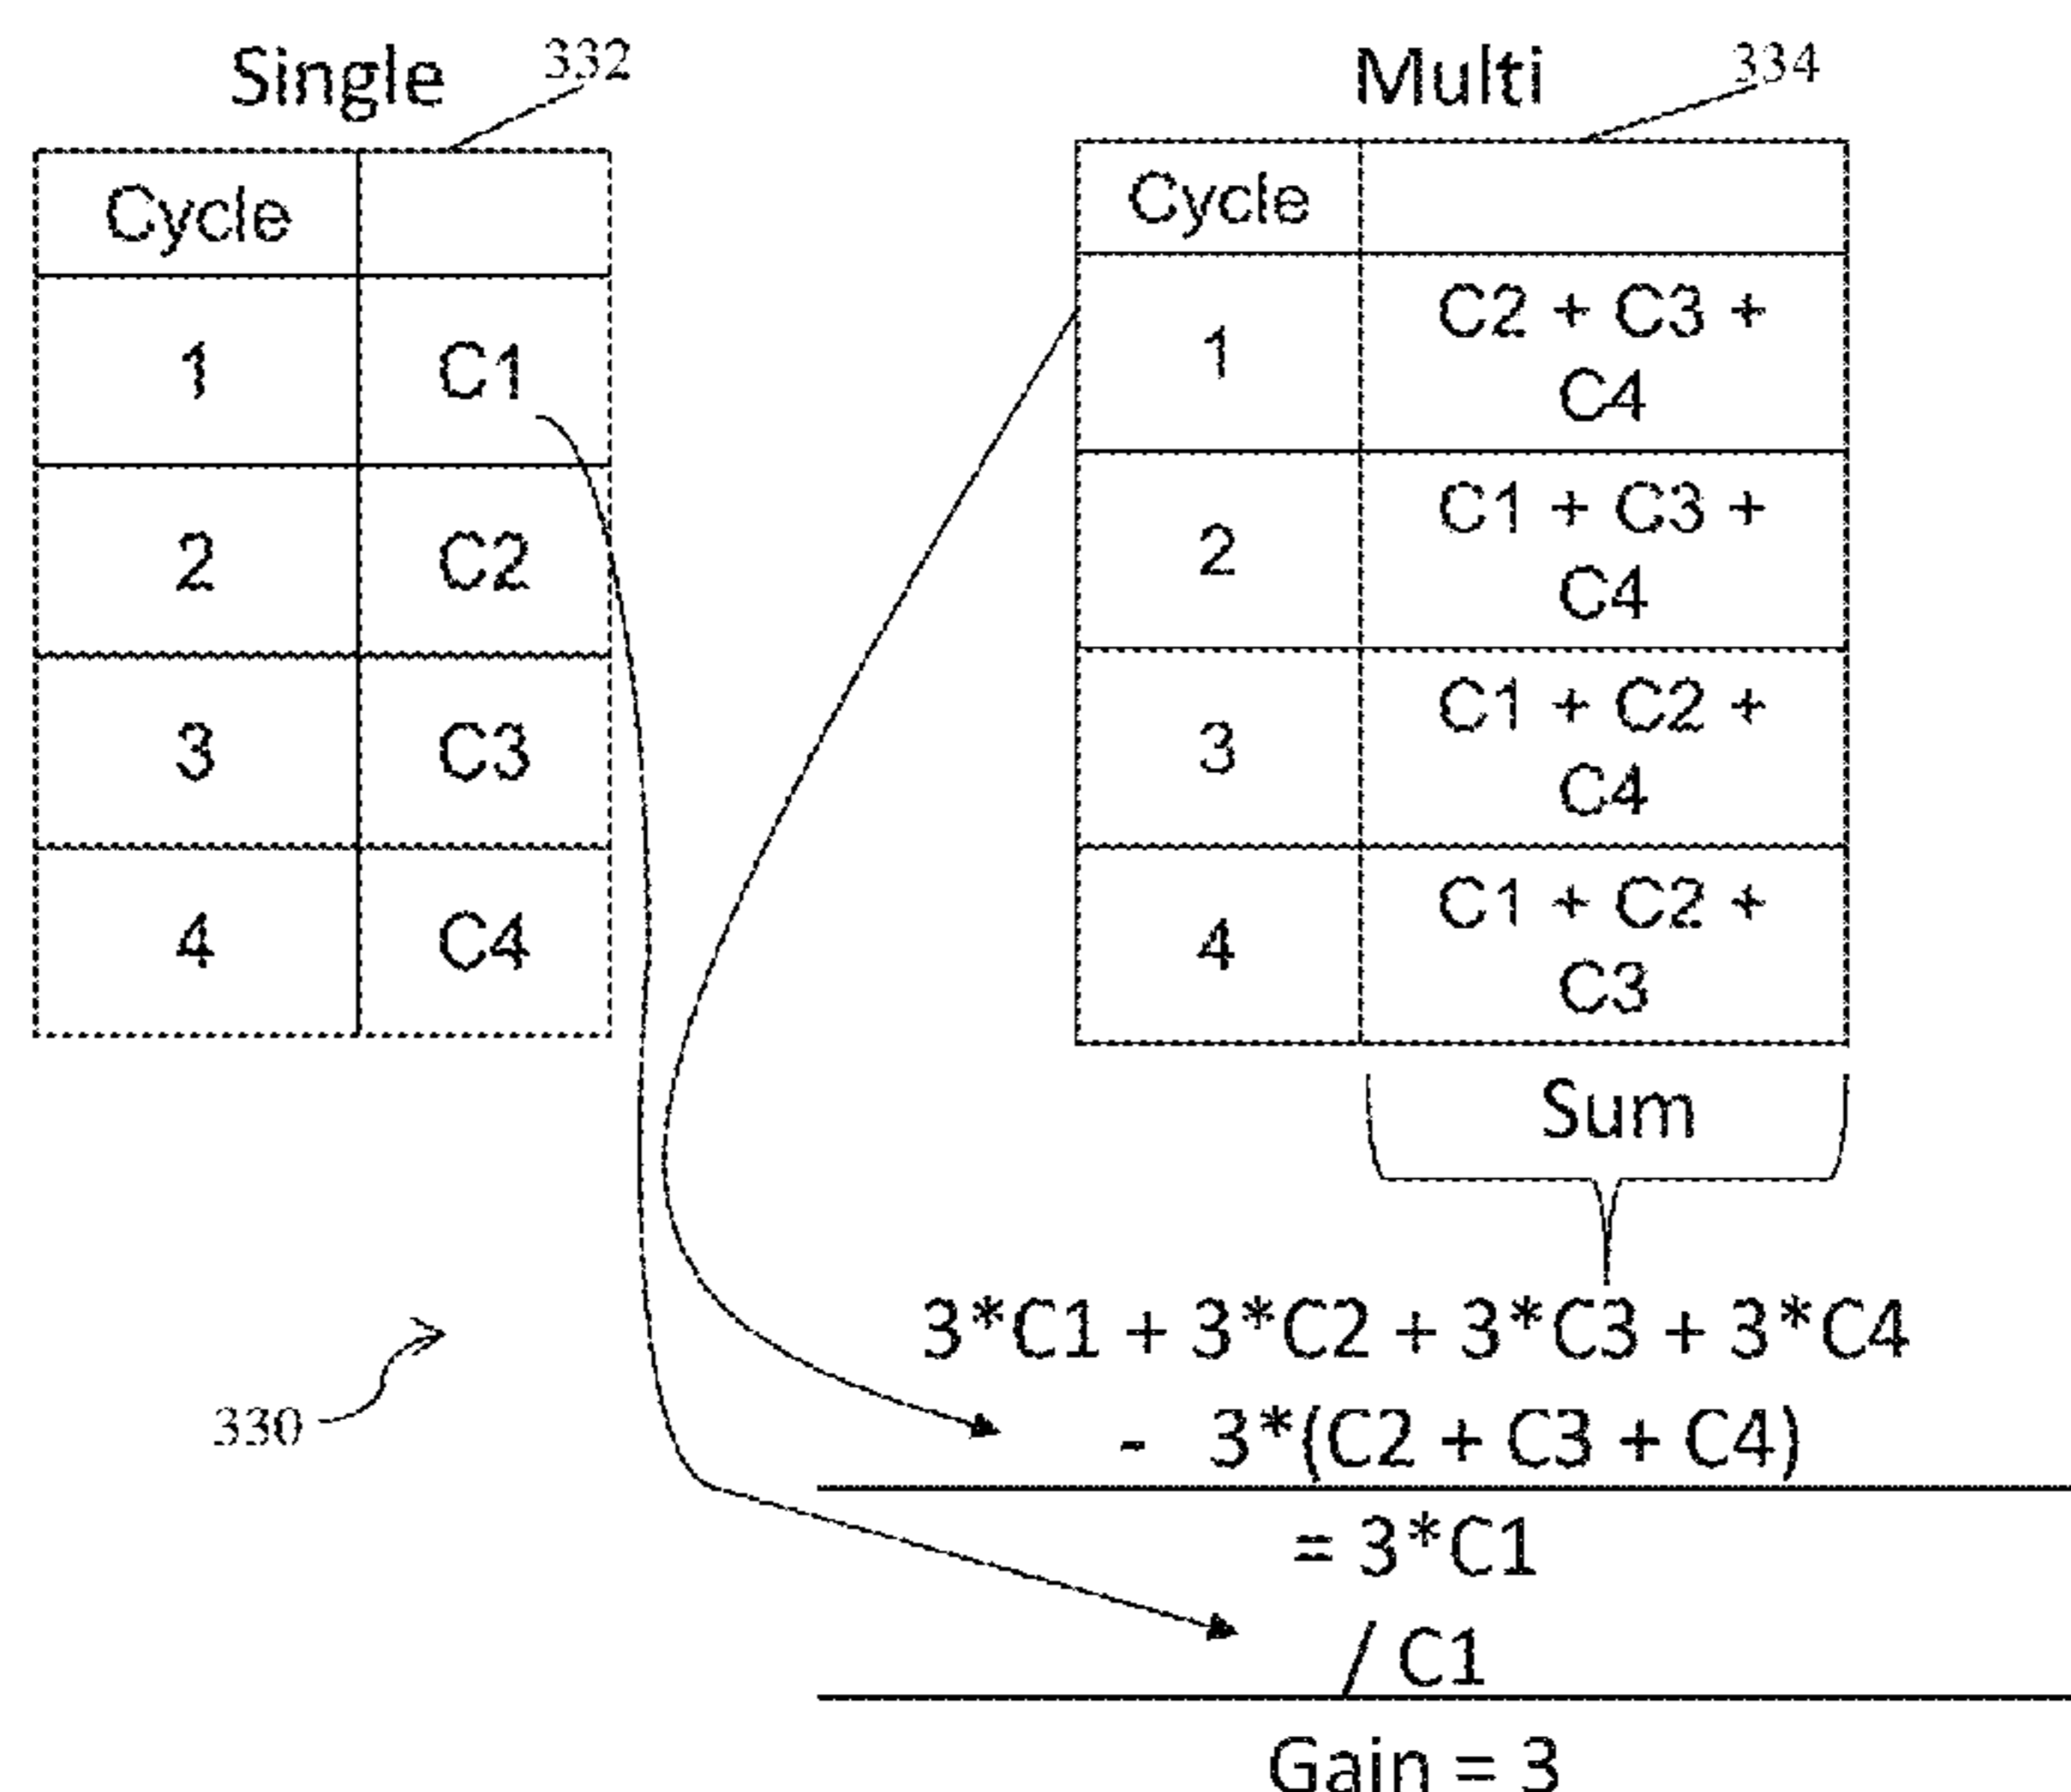 Single 332
Cycle
1 C1
2 C2
3 C3
4 C4
Multi 334
Cycle
1 C2 + C3 +
C4
2 C1 + C3 +
C4
3 C1 + C2 +
C4
4 C1 + C2 +
C3
Sum
3*C1 + 3*C2 + 3*C3 + 3*C4
- 3*(C2 + C3 + C4)
= 3*C1
/ C1
Gain = 3
330